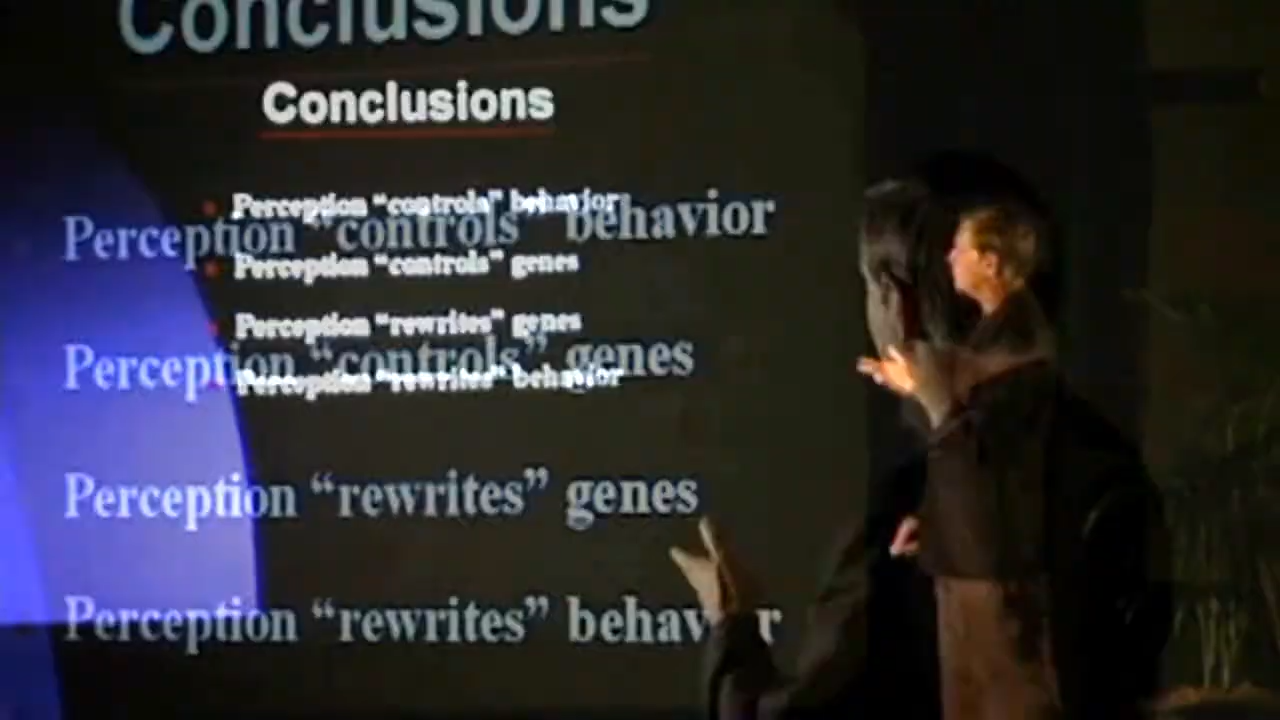 Conclusions
Conclusions
Perception “controls” behavior
Perception “controls” behavior
Perception “controls” genes
Perception “rewrites” genes
Perception “controls” genes
Perception “rewrites” behavior
Perception “rewrites” genes
Perception “rewrites” behav r